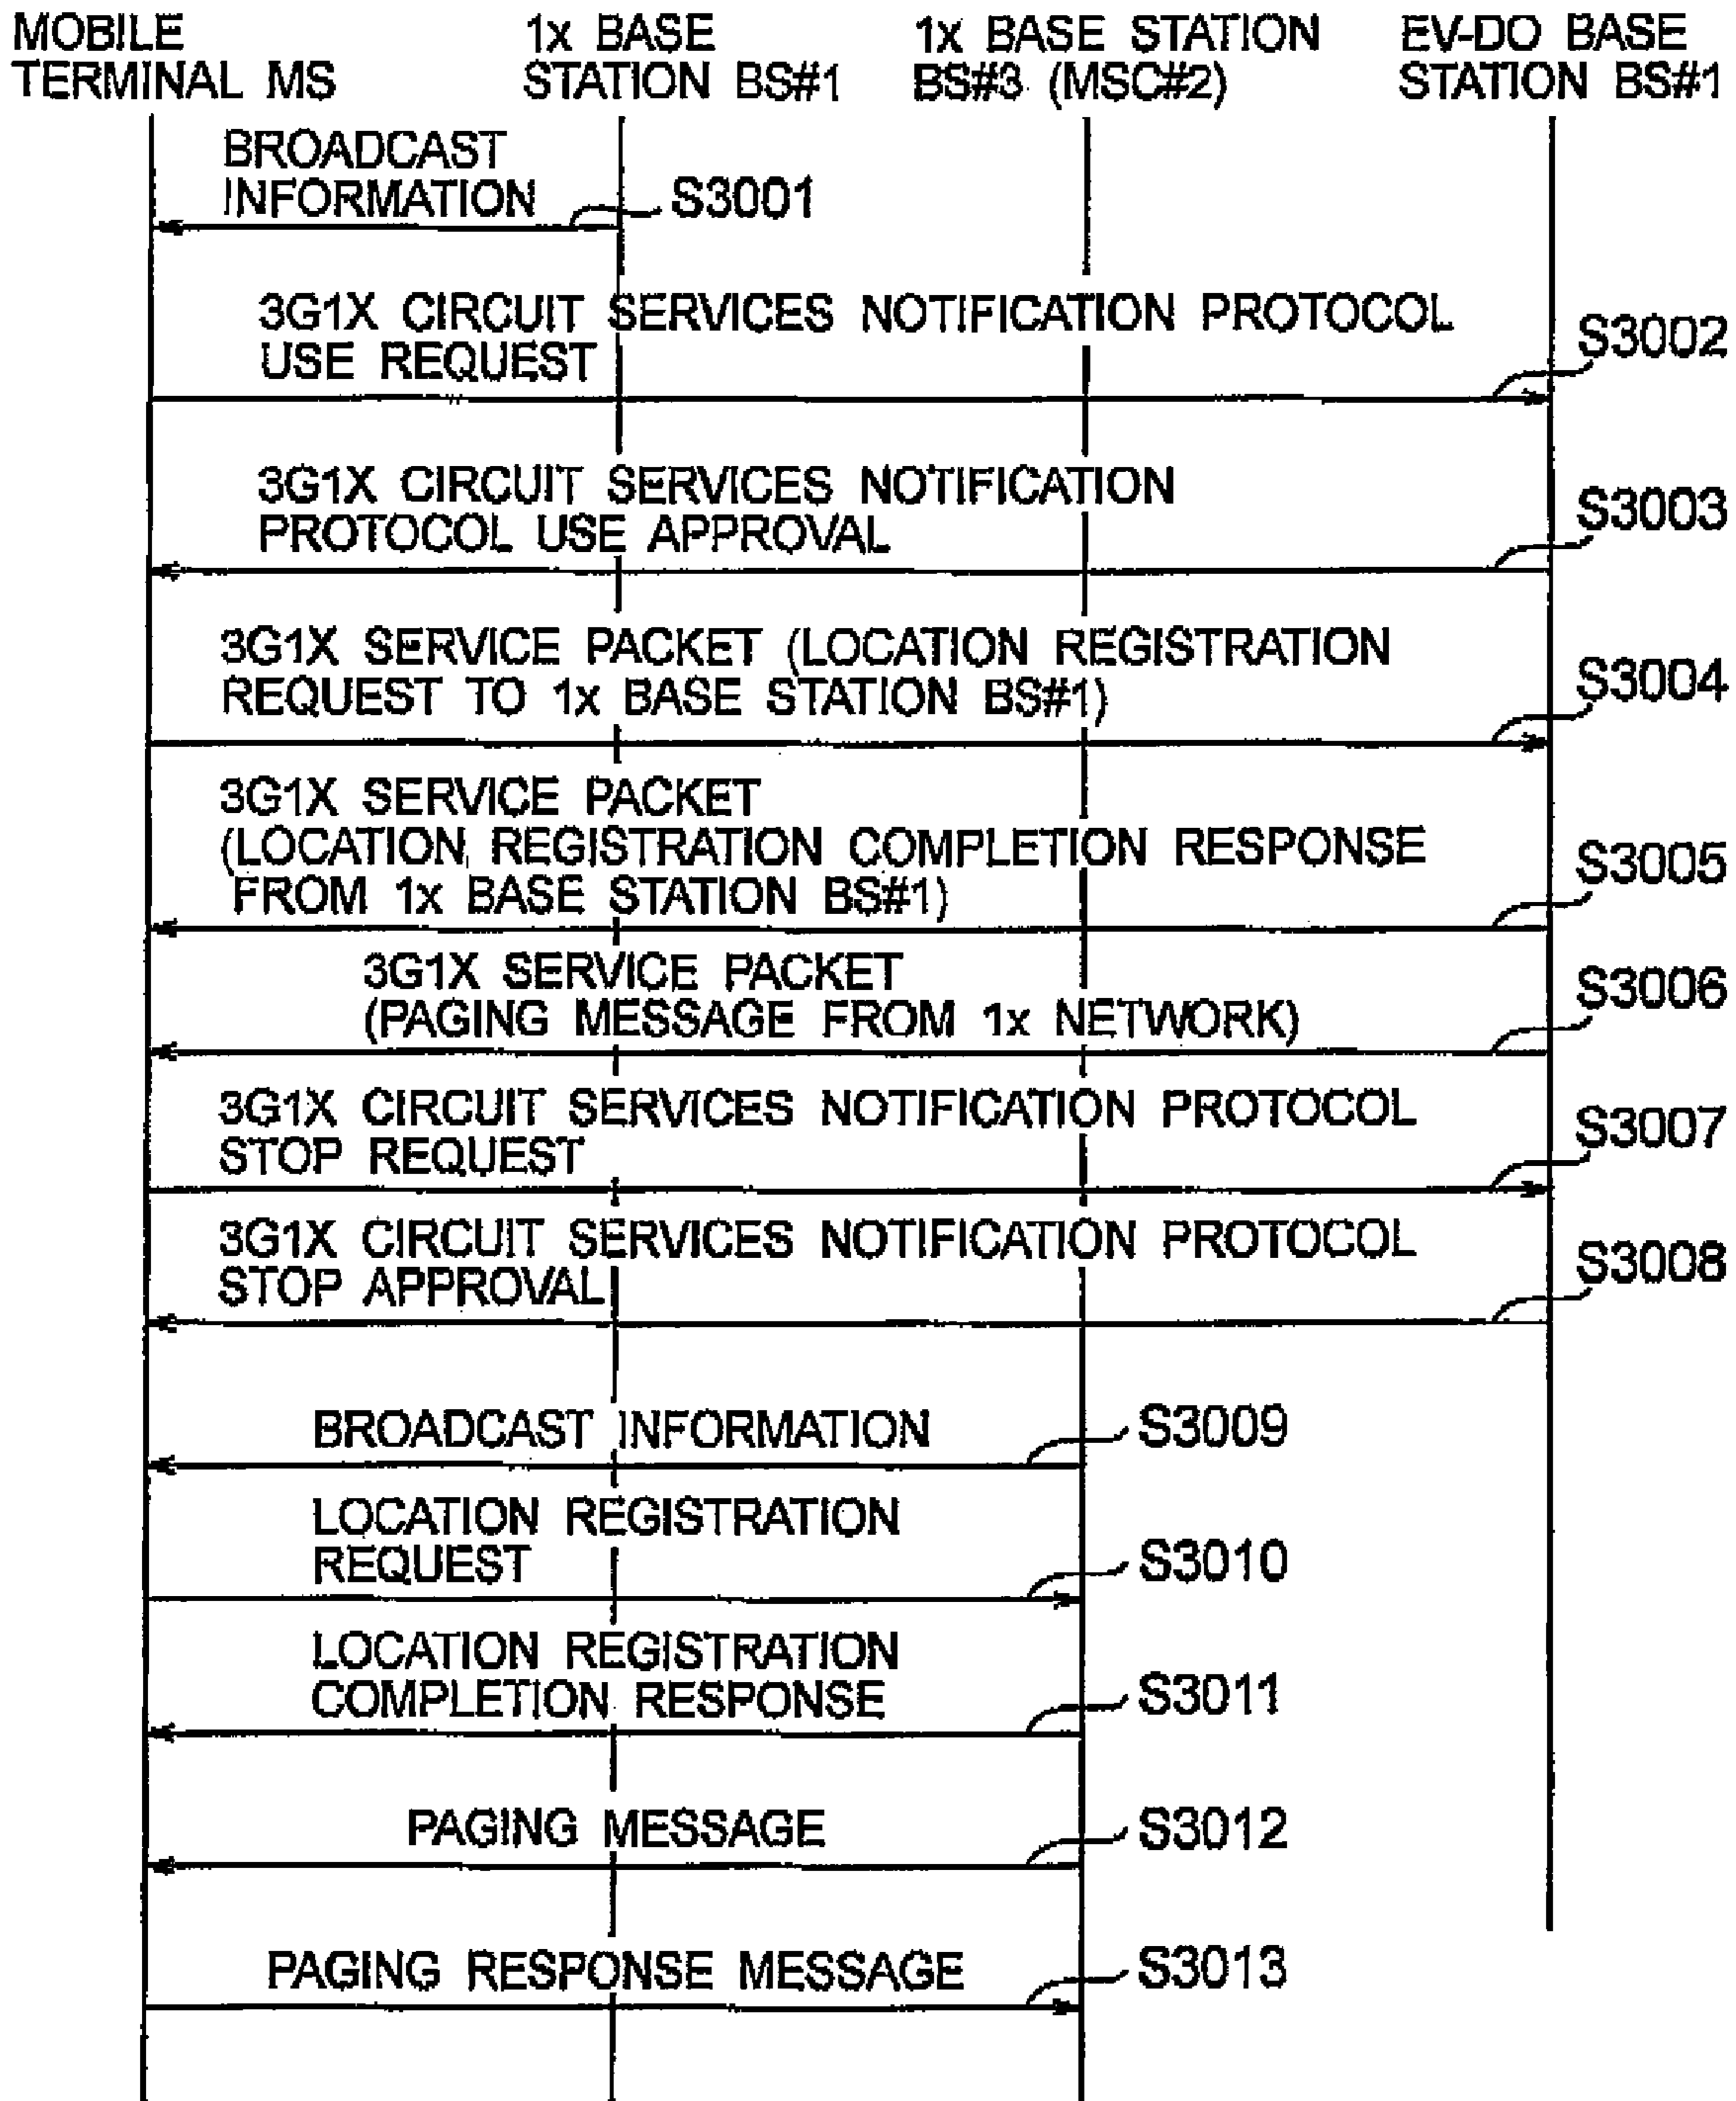 MOBILE
TERMINAL MS
1x BASE
STATION BS#1
1x BASE STATION
BS#3 (MSC#2)
EV-DO BASE
STATION BS#1
BROADCAST
INFORMATION
S3001
3G1X CIRCUIT SERVICES NOTIFICATION PROTOCOL
USE REQUEST
S3002
3G1X CIRCUIT SERVICES NOTIFICATION
PROTOCOL USE APPROVAL
S3003
3G1X SERVICE PACKET (LOCATION REGISTRATION
REQUEST TO 1x BASE STATION BS#1)
S3004
3G1X SERVICE PACKET
(LOCATION REGISTRATION COMPLETION RESPONSE
FROM 1x BASE STATION BS#1)
S3005
3G1X SERVICE PACKET
(PAGING MESSAGE FROM 1x NETWORK)
S3006
3G1X CIRCUIT SERVICES NOTIFICATION PROTOCOL
STOP REQUEST
S3007
3G1X CIRCUIT SERVICES NOTIFICATION PROTOCOL
STOP APPROVAL
S3008
BROADCAST INFORMATION
S3009
LOCATION REGISTRATION
REQUEST
S3010
LOCATION REGISTRATION
COMPLETION RESPONSE
S3011
PAGING MESSAGE
S3012
PAGING RESPONSE MESSAGE
S3013